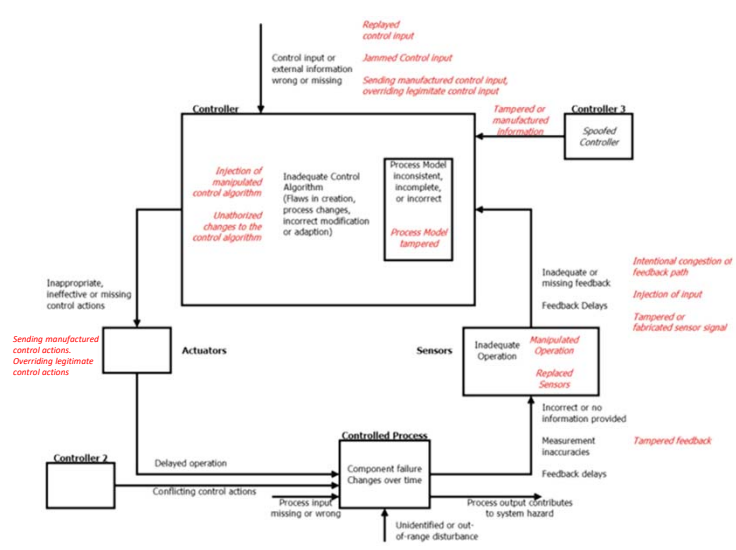 Replayed
control input
Control input or
external information
wrong or missing
Jammed Control input
Sending manufactured control input,
overriding legimitate control input
Controller
Tampered or
manufactured
information
Controller 3
Spoofed
Controller
Injection of
manipulated
control algorithm
Unathorized
changes to the
control algorithm
Inadequate Control
Algorithm
(Flaws in creation,
process changes,
incorrect modification
or adaption)
Process Model
inconsistent,
incomplete,
or incorrect
Process Model
tampered
Inappropriate,
ineffective or missing
control actions
Inadequate or
missing feedback
Feedback Delays
Intentional congestion of
feedback path
Injection of input
Tampered or
fabricated sensor signal
Sending manufactured
control actions.
Overriding legitimate
control actions
Actuators
Sensors
Inadequate
Operation
Manipulated
Operation
Replaced
Sensors
Incorrect or no
information provided
Measurement
inaccuracies
Feedback delays
Tampered feedback
Controlled Process
Component failure
Changes over time
Controller 2
Delayed operation
Conflicting control actions
Process input
missing or wrong
Process output contributes
to system hazard
Unidentified or out-
of-range disturbance